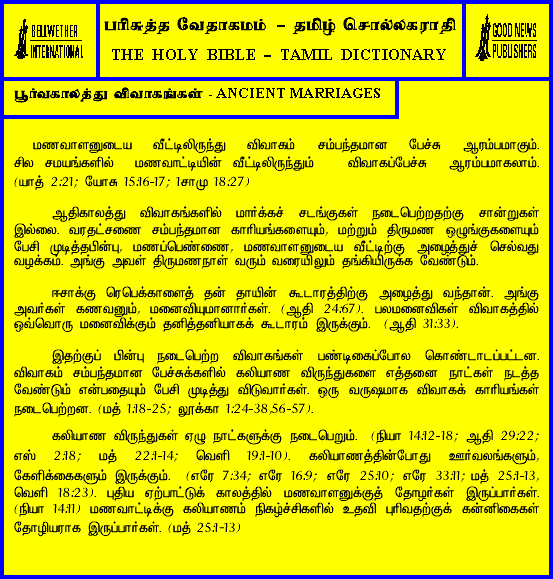 BELLWETHER
INTERNATIONAL
பரிசுத்த வேதாகமம் – தமிழ் சொல்லகராதி
THE HOLY BIBLE – TAMIL DICTIONARY
GOOD NEWS
PUBLISHERS
பூர்வகாலத்து விவாகங்கள் - ANCIENT MARRIAGES
மணவாளனுடைய வீட்டிலிருந்து விவாகம் சம்பந்தமான பேச்சு ஆரம்பமாகும்.
சில சமயங்களில் மணவாட்டியின் வீட்டிலிருந்தும் விவாகப்பேச்சு ஆரம்பமாகலாம்.
(யாத் 2:21; யோசு 15:16-17; 1சாமு 18:27)
ஆதிகாலத்து விவாகங்களில் மார்க்கச் சடங்குகள் நடைபெற்றதற்கு சான்றுகள்
இல்லை. வரதட்சணை சம்பந்தமான காரியங்களையும், மற்றும் திருமண ஒழுங்குகளையும்
பேசி முடித்தபின்பு, மணப்பெண்ணை, மணவாளனுடைய வீட்டிற்கு அழைத்துச் செல்வது
வழக்கம். அங்கு அவள் திருமணநாள் வரும் வரையிலும் தங்கியிருக்க வேண்டும்.
ஈசாக்கு ரெபெக்காளைத் தன் தாயின் கூடாரத்திற்கு அழைத்து வந்தான். அங்கு
அவர்கள் கணவனும், மனைவியுமானார்கள். (ஆதி 24:67). பலமனைவிகள் விவாகத்தில்
ஒவ்வொரு மனைவிக்கும் தனித்தனியாகக் கூடாரம் இருக்கும். (ஆதி 31:33).
இதற்குப் பின்பு நடைபெற்ற விவாகங்கள் பண்டிகைப்போல கொண்டாடப்பட்டன.
விவாகம் சம்பந்தமான பேச்சுக்களில் கலியாண விருந்துகளை எத்தனை நாட்கள் நடத்த
வேண்டும் என்பதையும் பேசி முடித்து விடுவார்கள். ஒரு வருஷமாக விவாகக் காரியங்கள்
நடைபெற்றன. (மத் 1:18-25; லூக்கா 1:24-38,56-57).
கலியாண விருந்துகள் ஏழு நாட்களுக்கு நடைபெறும். (நியா 14:12-18; ஆதி 29:22;
எஸ் 2:18; மத் 22:1-14; வெளி 19:1-10). கலியாணத்தின்போது ஊர்வலங்களும்,
கேளிக்கைகளும் இருக்கும். (எரே 7:34; எரே 16:9; எரே 25:10; எரே 33:11; மத் 25:1-13,
வெளி 18:23). புதிய ஏற்பாட்டுக் காலத்தில் மணவாளனுக்குத் தோழர்கள் இருப்பார்கள்.
(நியா 14:11) மணவாட்டிக்கு கலியாணம் நிகழ்ச்சிகளில் உதவி புரிவதற்குக் கன்னிகைகள்
தோழியராக இருப்பார்கள். (மத் 25:1-13)